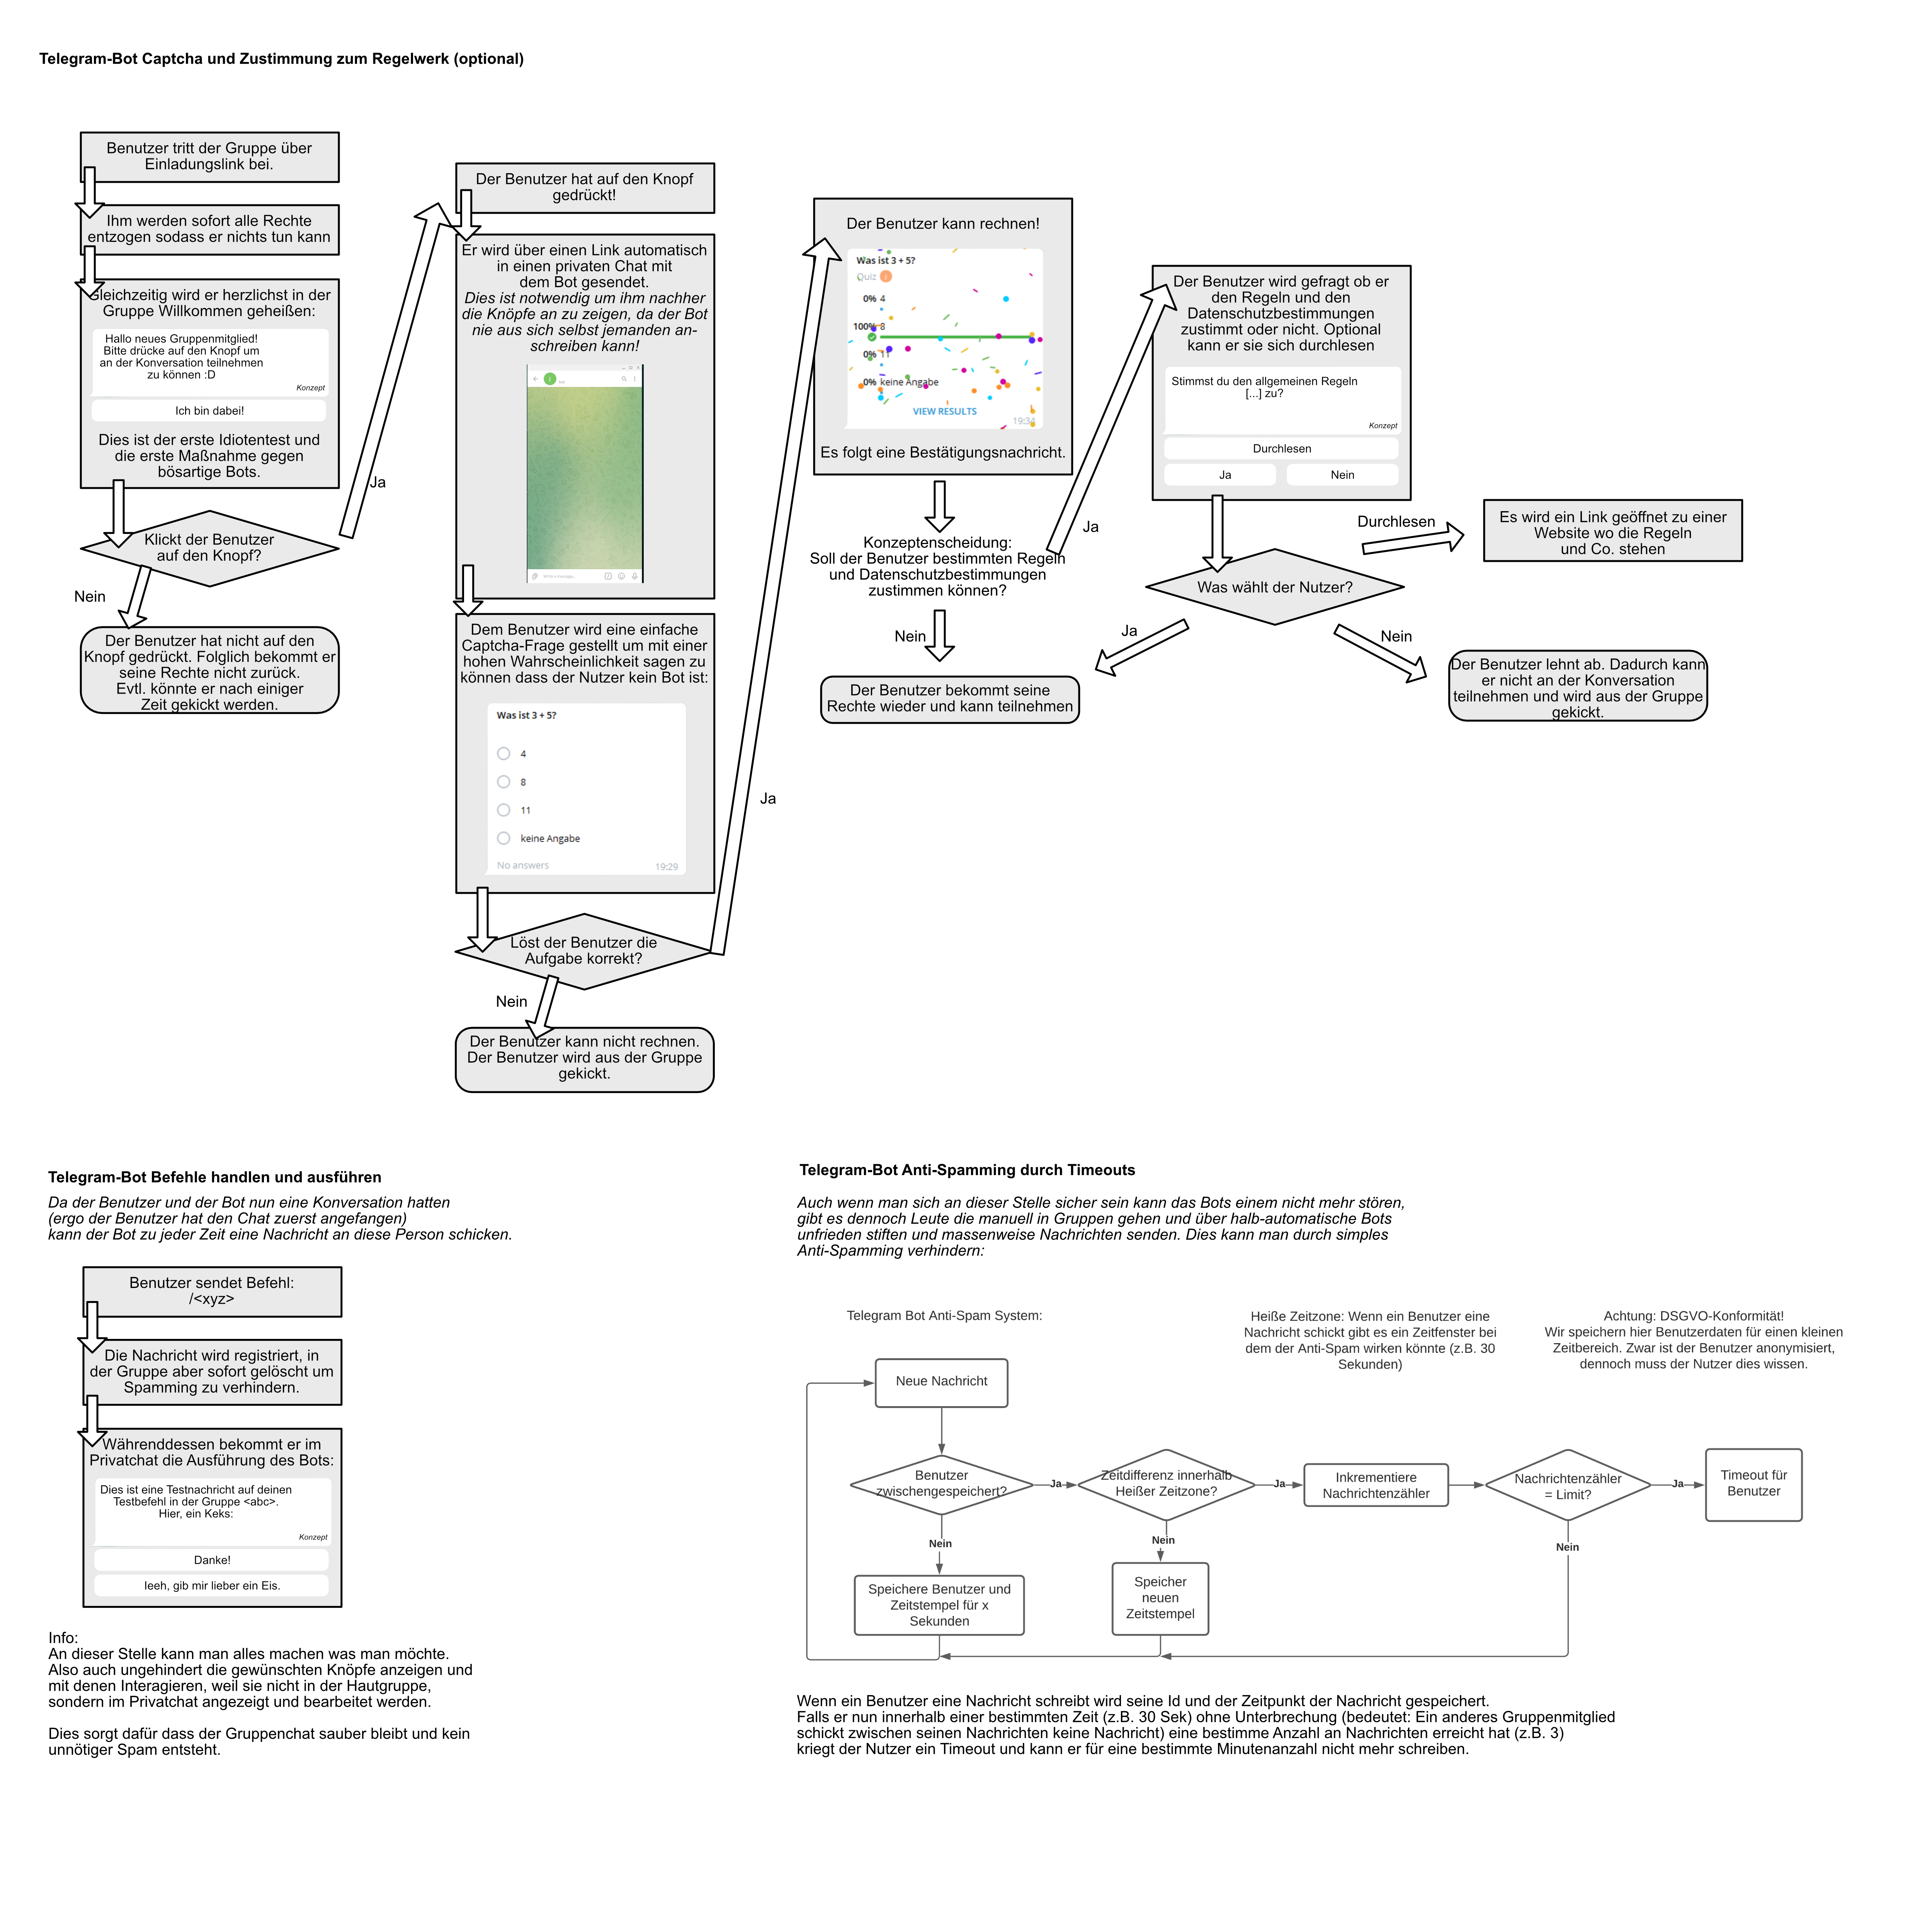 Telegram-Bot Captcha und Zustimmung zum Regelwerk (optional)
Benutzer tritt der Gruppe über
Einladungslink bei.
Ihm werden sofort alle Rechte
entzogen sodass er nichts tun kann
Gleichzeitig wird er herzlichst in der
Gruppe Willkommen geheißen:
Hallo neues Gruppenmitglied!
Bitte drücke auf den Knopf um
an der Konversation teilnehmen
zu können :D
Konzept
Ich bin dabei!
Dies ist der erste Idiotentest und
die erste Maßnahme gegen
bösartige Bots.
Klickt der Benutzer
auf den Knopf?
Ja
Nein
Der Benutzer hat nicht auf den
Knopf gedrückt. Folglich bekommt er
seine Rechte nicht zurück.
Evtl. könnte er nach einiger
Zeit gekickt werden.
Der Benutzer hat auf den Knopf
gedrückt!
Er wird über einen Link automatisch
in einen privaten Chat mit
dem Bot gesendet.
Dies ist notwendig um ihm nachher
die Knöpfe an zu zeigen, da der Bot
nie aus sich selbst jemanden an-
schreiben kann!
Dem Benutzer wird eine einfache
Captcha-Frage gestellt um mit einer
hohen Wahrscheinlichkeit sagen zu
können dass der Nutzer kein Bot ist:
Was ist 3 + 5?
4
8
11
keine Angabe
No answers 19:29
Löst der Benutzer die
Aufgabe korrekt?
Ja
Nein
Der Benutzer kann nicht rechnen.
Der Benutzer wird aus der Gruppe
gekickt.
Der Benutzer kann rechnen!
Was ist 3 + 5?
Quiz
0% 4
100% 8
0% 11
0% keine Angabe
VIEW RESULTS
19:34
Es folgt eine Bestätigungsnachricht.
Konzeptenscheidung:
Soll der Benutzer bestimmten Regeln
und Datenschutzbestimmungen
zustimmen können?
Ja
Nein
Der Benutzer bekommt seine
Rechte wieder und kann teilnehmen
Der Benutzer wird gefragt ob er
den Regeln und den
Datenschutzbestimmungen
zustimmt oder nicht. Optional
kann er sie sich durchlesen
Stimmst du den allgemeinen Regeln
[...] zu?
Konzept
Durchlesen
Ja Nein
Was wählt der Nutzer?
Durchlesen
Es wird ein Link geöffnet zu einer
Website wo die Regeln
und Co. stehen
Ja
Nein
Der Benutzer lehnt ab. Dadurch kann
er nicht an der Konversation
teilnehmen und wird aus der Gruppe
gekickt.
Telegram-Bot Befehle handlen und ausführen
Da der Benutzer und der Bot nun eine Konversation hatten
(ergo der Benutzer hat den Chat zuerst angefangen)
kann der Bot zu jeder Zeit eine Nachricht an diese Person schicken.
Benutzer sendet Befehl:
/<xyz>
Die Nachricht wird registriert, in
der Gruppe aber sofort gelöscht um
Spamming zu verhindern.
Währenddessen bekommt er im
Privatchat die Ausführung des Bots:
Dies ist eine Testnachricht auf deinen
Testbefehl in der Gruppe <abc>.
Hier, ein Keks:
Konzept
Danke!
Ieeh, gib mir lieber ein Eis.
Info:
An dieser Stelle kann man alles machen was man möchte.
Also auch ungehindert die gewünschten Knöpfe anzeigen und
mit denen Interagieren, weil sie nicht in der Hautgruppe,
sondern im Privatchat angezeigt und bearbeitet werden.
Dies sorgt dafür dass der Gruppenchat sauber bleibt und kein
unnötiger Spam entsteht.
Telegram-Bot Anti-Spamming durch Timeouts
Auch wenn man sich an dieser Stelle sicher sein kann das Bots einem nicht mehr stören,
gibt es dennoch Leute die manuell in Gruppen gehen und über halb-automatische Bots
unfrieden stiften und massenweise Nachrichten senden. Dies kann man durch simples
Anti-Spamming verhindern:
Telegram Bot Anti-Spam System:
Heiße Zeitzone: Wenn ein Benutzer eine
Nachricht schickt gibt es ein Zeitfenster bei
dem der Anti-Spam wirken könnte (z.B. 30
Sekunden)
Achtung: DSGVO-Konformität!
Wir speichern hier Benutzerdaten für einen kleinen
Zeitbereich. Zwar ist der Benutzer anonymisiert,
dennoch muss der Nutzer dies wissen.
Neue Nachricht
Benutzer
zwischengespeichert?
Ja
Zeitdifferenz innerhalb
Heißer Zeitzone?
Ja
Inkrementiere
Nachrichtenzähler
Nachrichtenzähler
= Limit?
Ja
Timeout für
Benutzer
Nein
Nein
Nein
Speichere Benutzer und
Zeitstempel für x
Sekunden
Speicher
neuen
Zeitstempel
Wenn ein Benutzer eine Nachricht schreibt wird seine Id und der Zeitpunkt der Nachricht gespeichert.
Falls er nun innerhalb einer bestimmten Zeit (z.B. 30 Sek) ohne Unterbrechung (bedeutet: Ein anderes Gruppenmitglied
schickt zwischen seinen Nachrichten keine Nachricht) eine bestimme Anzahl an Nachrichten erreicht hat (z.B. 3)
kriegt der Nutzer ein Timeout und kann er für eine bestimmte Minutenanzahl nicht mehr schreiben.